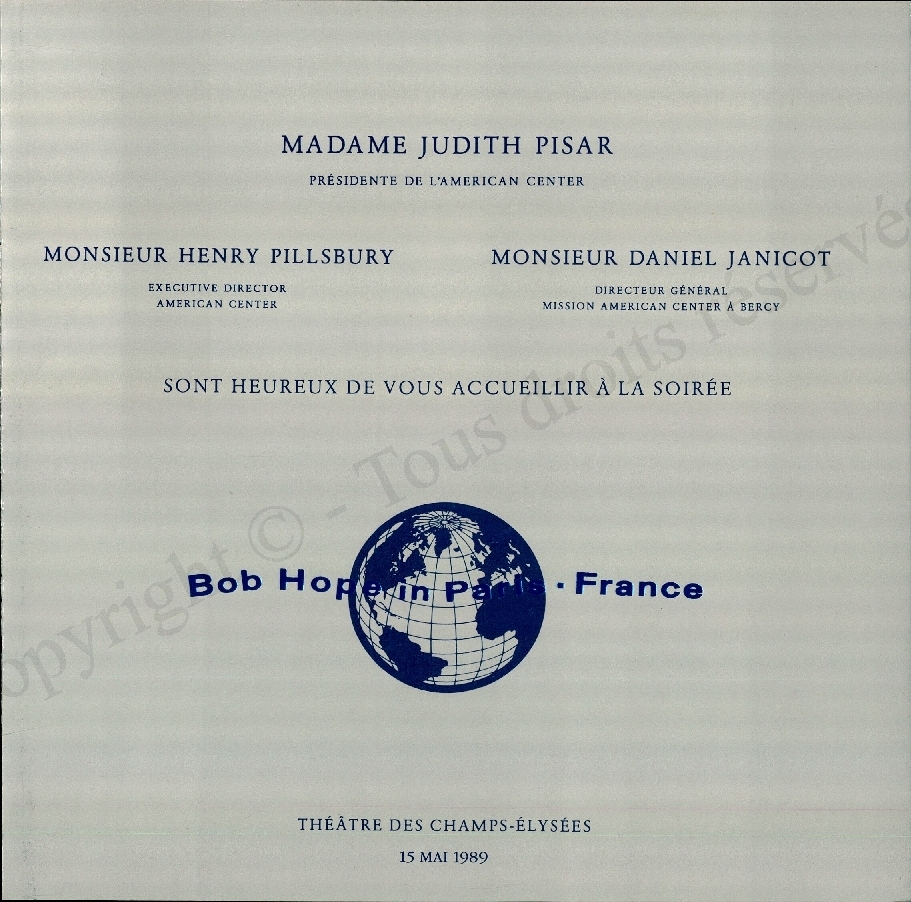 MADAME JUDITH PISAR
PRÉSIDENTE DE L'AMERICAN CENTER
MONSIEUR HENRY PILLSBURY
EXECUTIVE DIRECTOR
AMERICAN CENTER
MONSIEUR DANIEL JANICOT
DIRECTEUR GÉNÉRAL
MISSION AMERICAN CENTER À BERCY
SONT HEUREUX DE VOUS ACCUEILLIR À LA SOIRÉE
Bob Hope in Paris · France
THÉÂTRE DES CHAMPS-ÉLYSÉES
15 MAI 1989
opyright © - Tous droits réservés